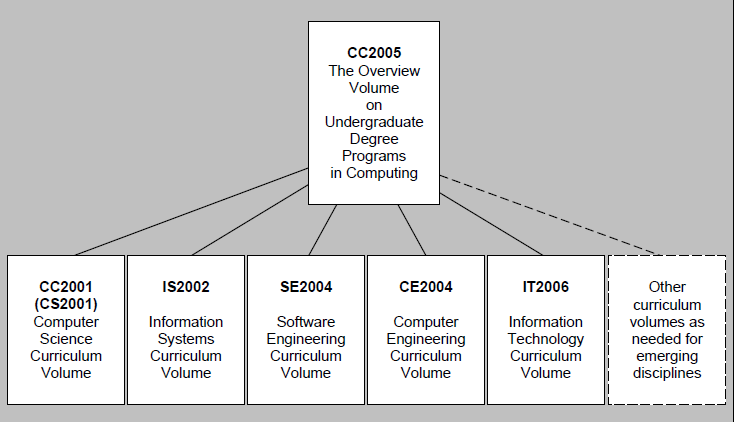 CC2005
The Overview
Volume
on
Undergraduate
Degree
Programs
in Computing
CC2001
(CS2001)
Computer
Science
Curriculum
Volume
IS2002
Information
Systems
Curriculum
Volume
SE2004
Software
Engineering
Curriculum
Volume
CE2004
Computer
Engineering
Curriculum
Volume
IT2006
Information
Technology
Curriculum
Volume
Other
curriculum
volumes as
needed for
emerging
disciplines